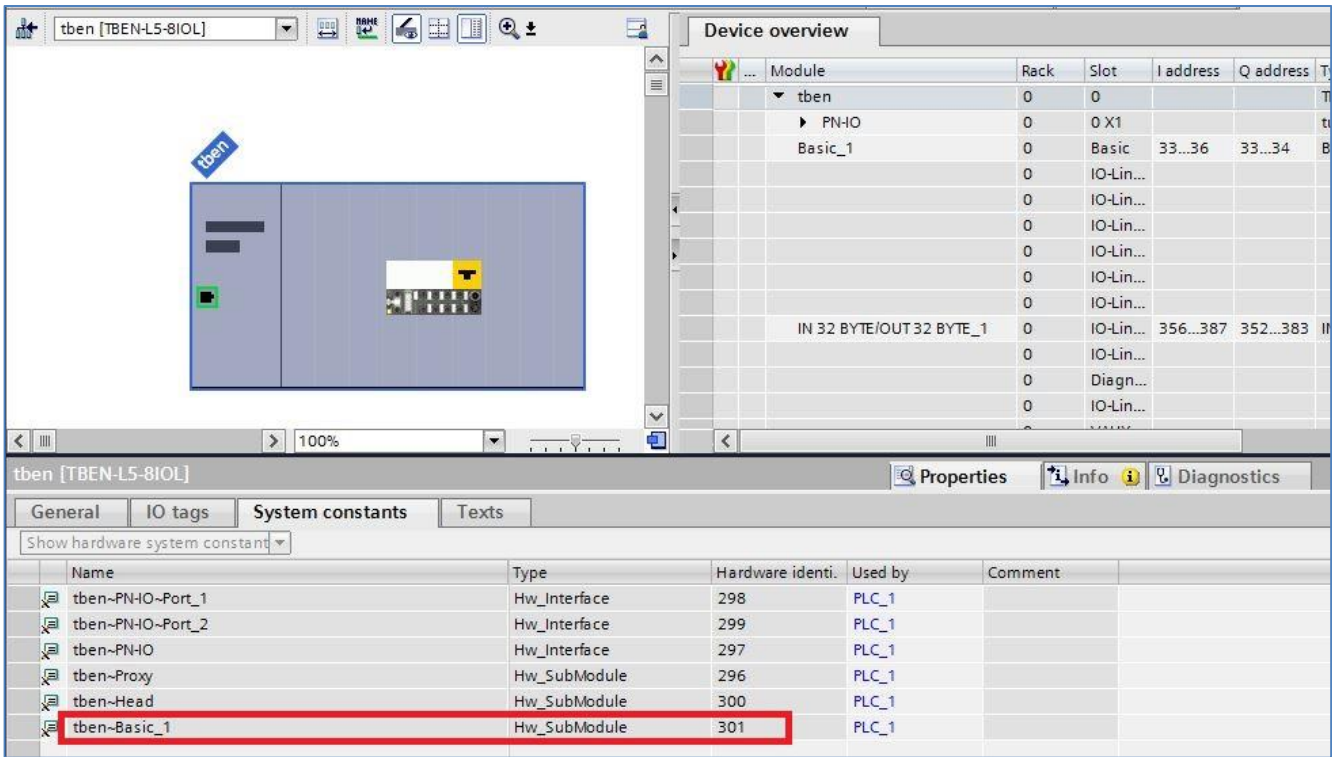 tben [TBEN-L5-8IOL]
Device overview
... Module Rack Slot I address Q address
tben 0 0
PN-IO 0 0 X1
Basic_1 0 Basic 33...36 33...34 B
0 IO-Lin...
0 IO-Lin...
0 IO-Lin...
0 IO-Lin...
0 IO-Lin...
0 IO-Lin...
IN 32 BYTE/OUT 32 BYTE_1 0 IO-Lin... 356...387 352...383
0 IO-Lin...
0 Diagn...
0 IO-Lin...
tben
100%
tben [TBEN-L5-8IOL]
Properties Info Diagnostics
General IO tags System constants Texts
Show hardware system constant
Name Type Hardware identi. Used by Comment
tben~PN-IO~Port_1 Hw_Interface 298 PLC_1
tben~PN-IO~Port_2 Hw_Interface 299 PLC_1
tben~PN-IO Hw_Interface 297 PLC_1
tben~Proxy Hw_SubModule 296 PLC_1
tben~Head Hw_SubModule 300 PLC_1
tben~Basic_1 Hw_SubModule 301 PLC_1